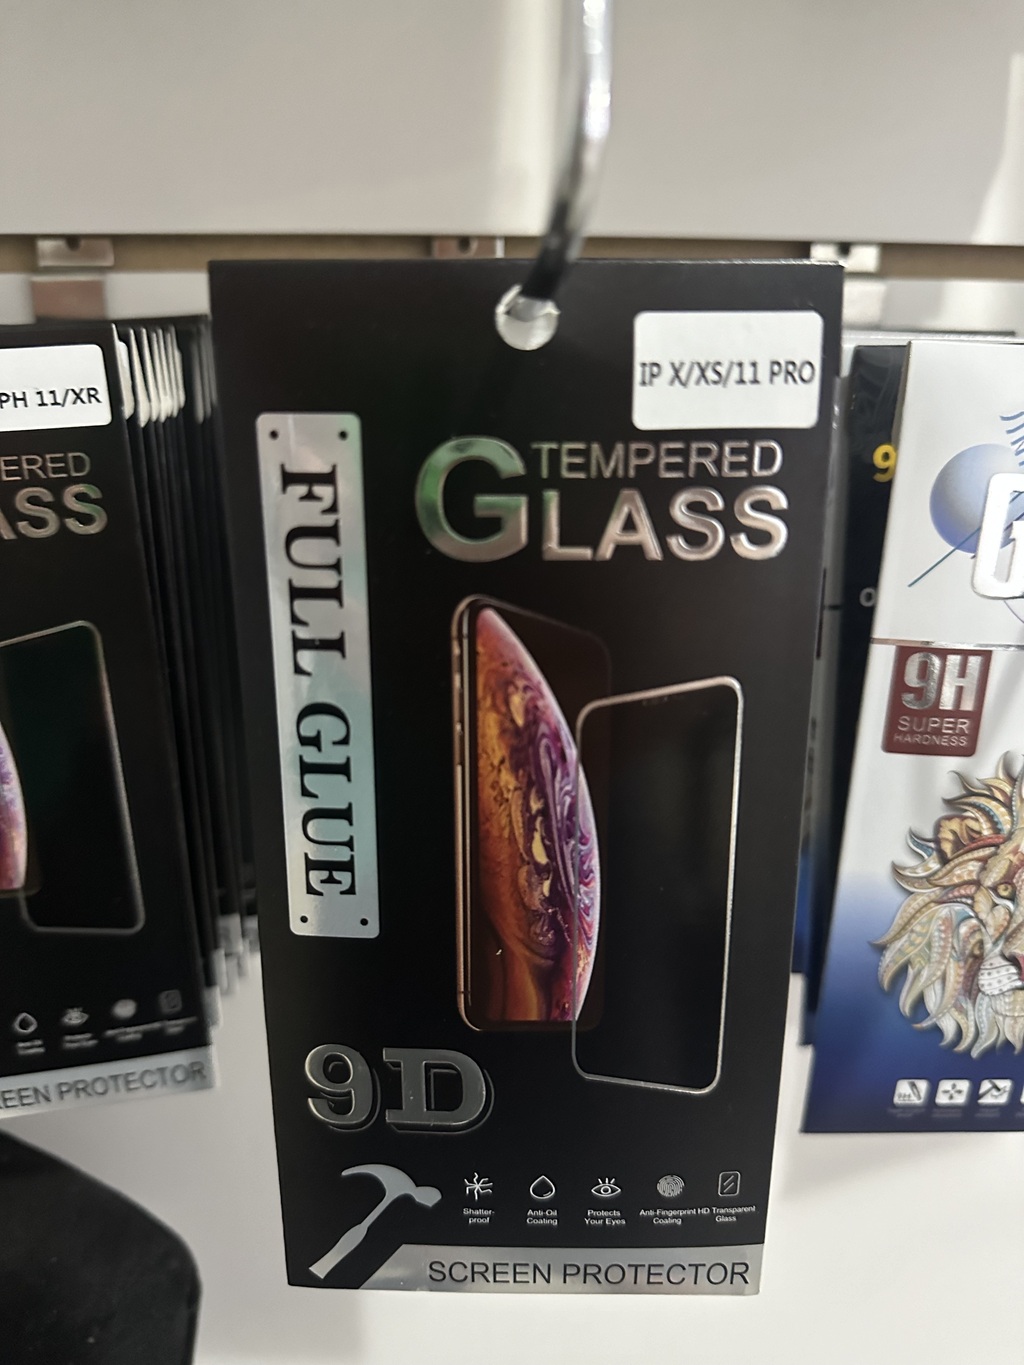 PH 11/XR
ERED
ASS
EEN PROTECTOR
IP X/XS/11 PRO
TEMPERED
GLASS
FULL GLUE
9D
Shatter-
proof
Anti-Oil
Coating
Protects
Your Eyes
Anti-Fingerprint
Coating
HD Transparent
Glass
SCREEN PROTECTOR
9
G
9H
SUPER
HARDNESS